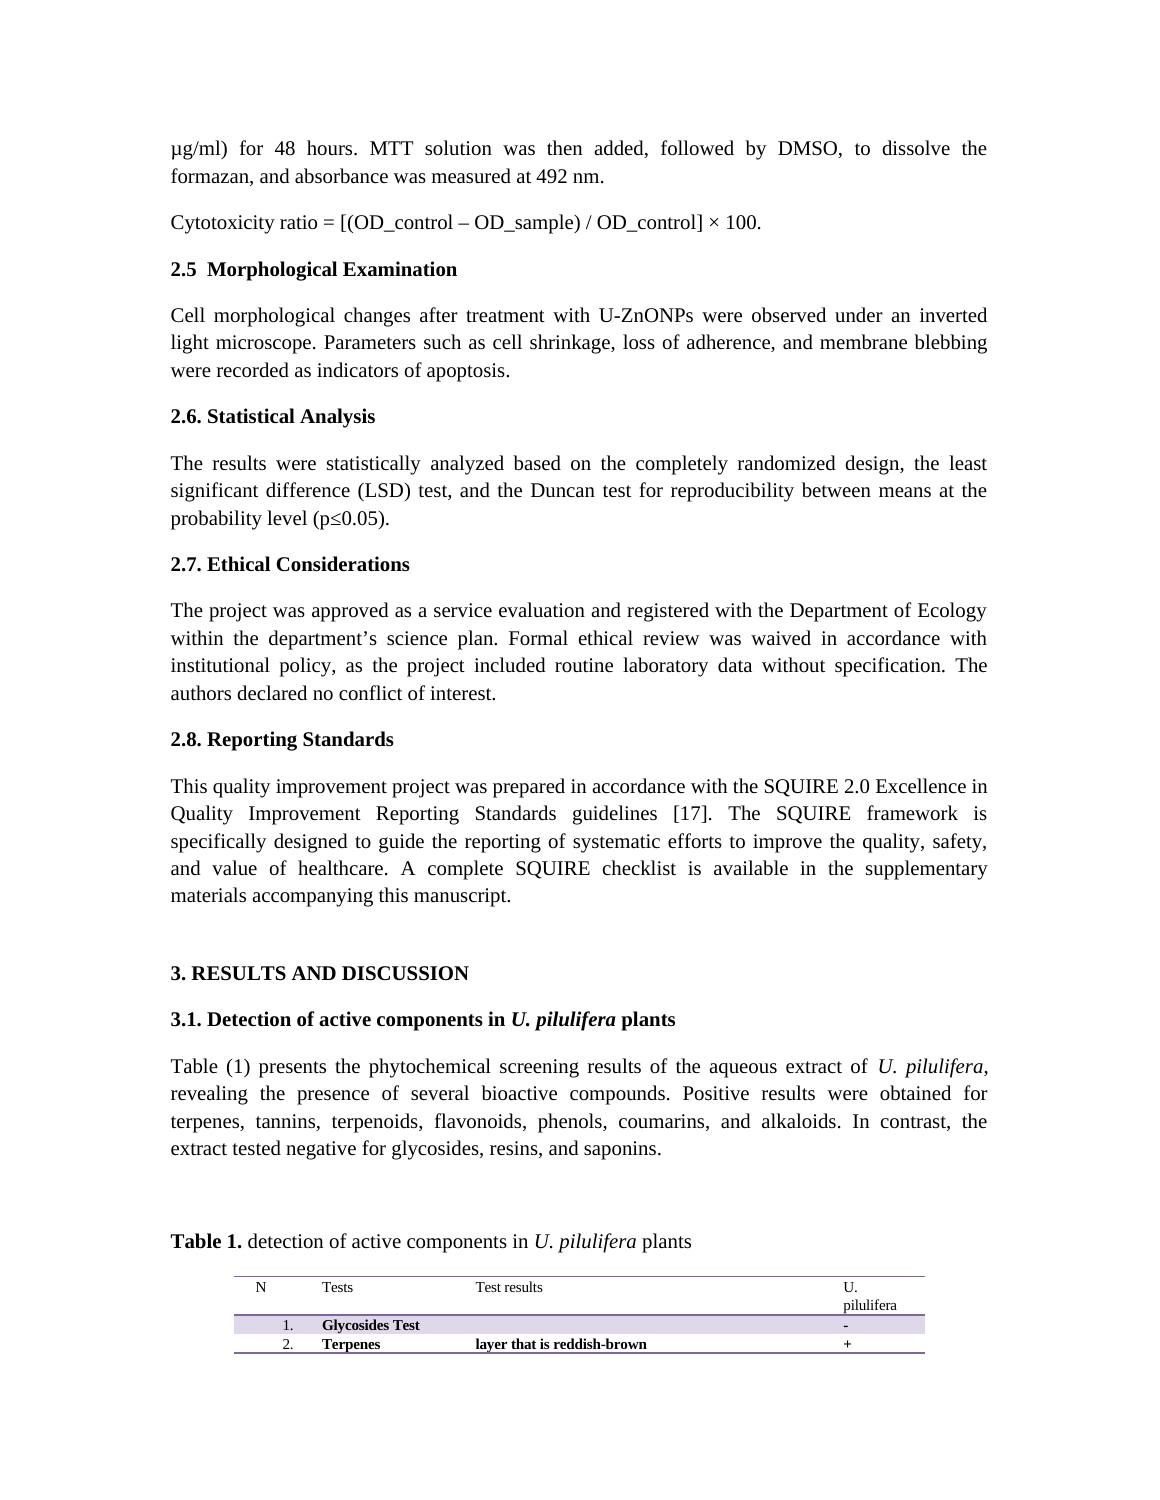 µg/ml) for 48 hours. MTT solution was then added, followed by DMSO, to dissolve the
formazan, and absorbance was measured at 492 nm.
Cytotoxicity ratio = [(OD_control – OD_sample) / OD_control] × 100.
2.5  Morphological Examination
Cell morphological changes after treatment with U-ZnONPs were observed under an inverted
light microscope. Parameters such as cell shrinkage, loss of adherence, and membrane blebbing
were recorded as indicators of apoptosis.
2.6. Statistical Analysis
The results were statistically analyzed based on the completely randomized design, the least
significant difference (LSD) test, and the Duncan test for reproducibility between means at the
probability level (p≤0.05).
2.7. Ethical Considerations
The project was approved as a service evaluation and registered with the Department of Ecology
within the department’s science plan. Formal ethical review was waived in accordance with
institutional policy, as the project included routine laboratory data without specification. The
authors declared no conflict of interest.
2.8. Reporting Standards
This quality improvement project was prepared in accordance with the SQUIRE 2.0 Excellence in
Quality Improvement Reporting Standards guidelines [17]. The SQUIRE framework is
specifically designed to guide the reporting of systematic efforts to improve the quality, safety,
and value of healthcare. A complete SQUIRE checklist is available in the supplementary
materials accompanying this manuscript.
3. RESULTS AND DISCUSSION
3.1. Detection of active components in U. pilulifera plants
Table (1) presents the phytochemical screening results of the aqueous extract of U. pilulifera,
revealing the presence of several bioactive compounds. Positive results were obtained for
terpenes, tannins, terpenoids, flavonoids, phenols, coumarins, and alkaloids. In contrast, the
extract tested negative for glycosides, resins, and saponins.
Table 1. detection of active components in U. pilulifera plants
N Tests Test results U.
pilulifera
1. Glycosides Test -
2. Terpenes layer that is reddish-brown +